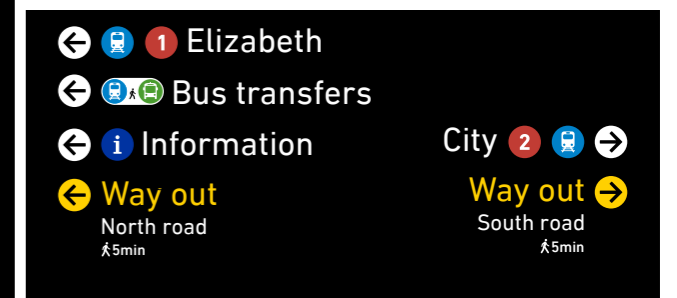 1 Elizabeth
Bus transfers
i Information
Way out
North road
5min
City 2
Way out
South road
5min